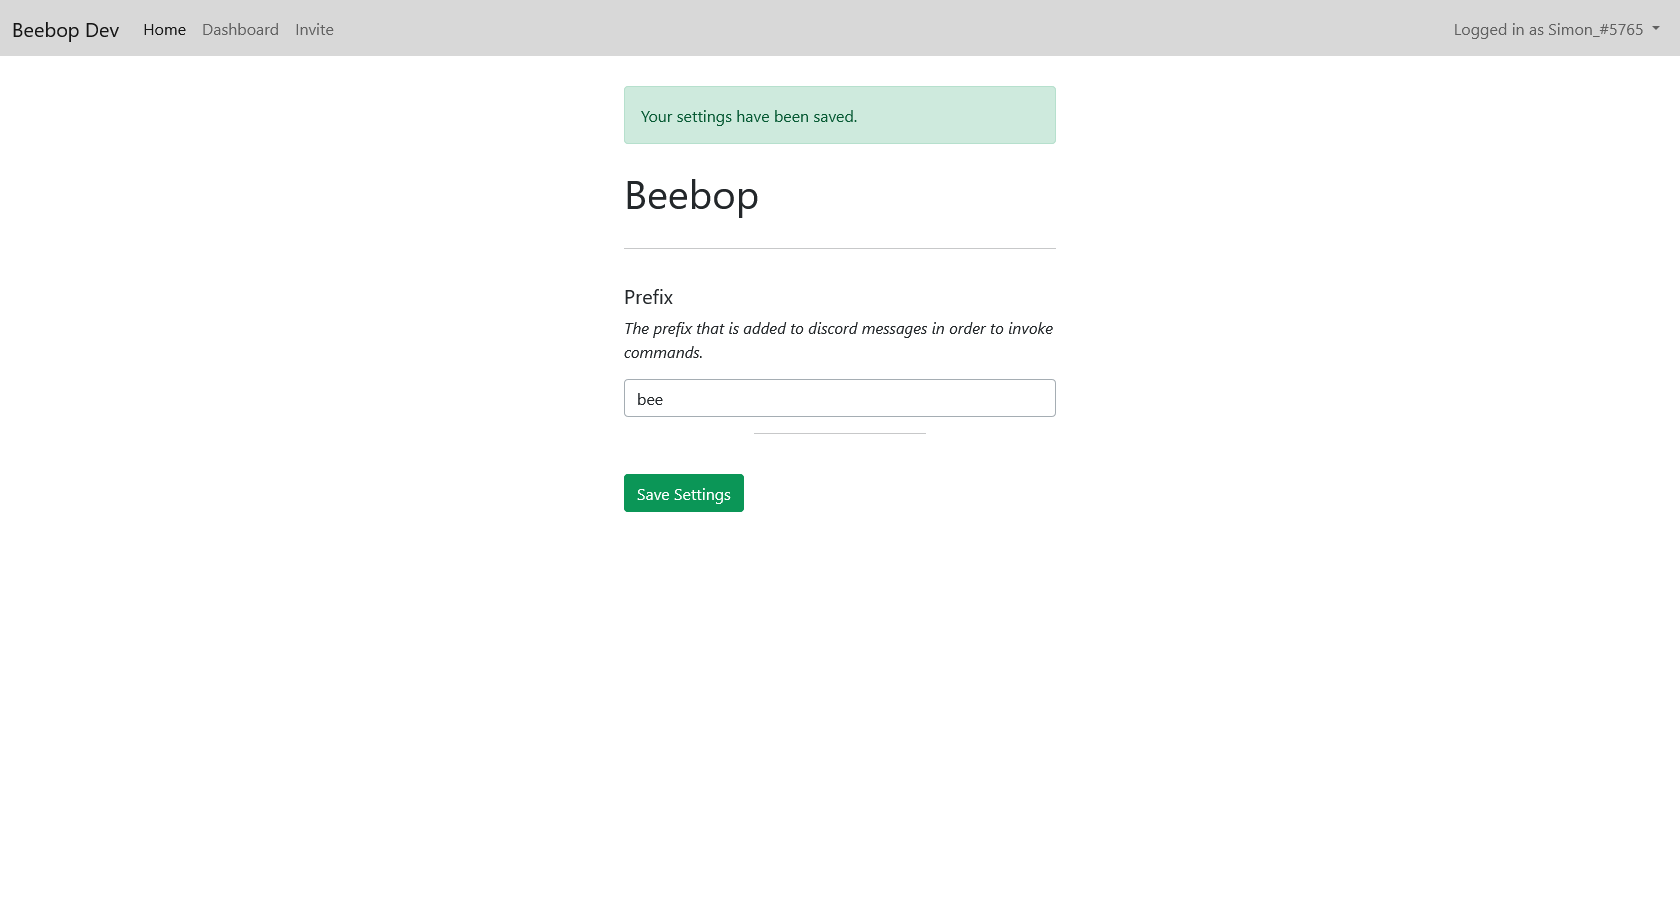 Beebop Dev Home Dashboard Invite Logged in as Simon_#5765
Your settings have been saved.
Beebop
Prefix
The prefix that is added to discord messages in order to invoke
commands.
bee
Save Settings